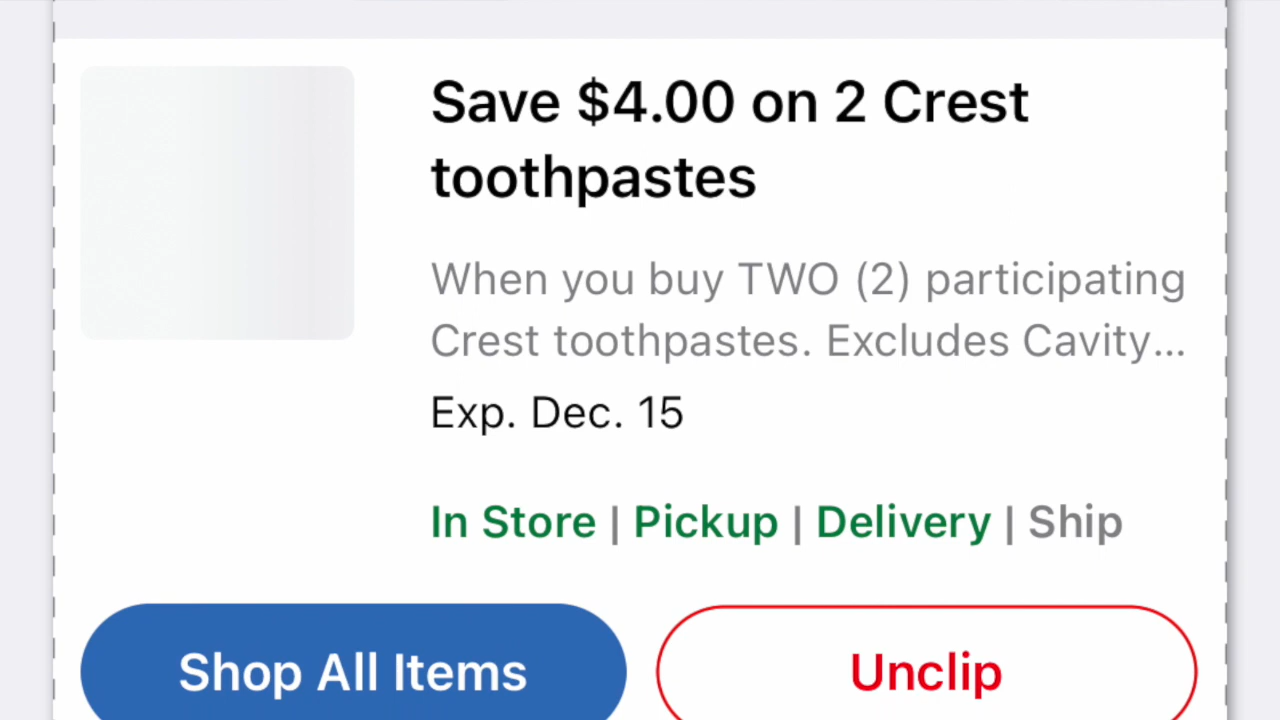 Save $4.00 on 2 Crest
toothpastes
When you buy TWO (2) participating
Crest toothpastes. Excludes Cavity...
Exp. Dec. 15
In Store | Pickup | Delivery | Ship
Shop All Items
Unclip